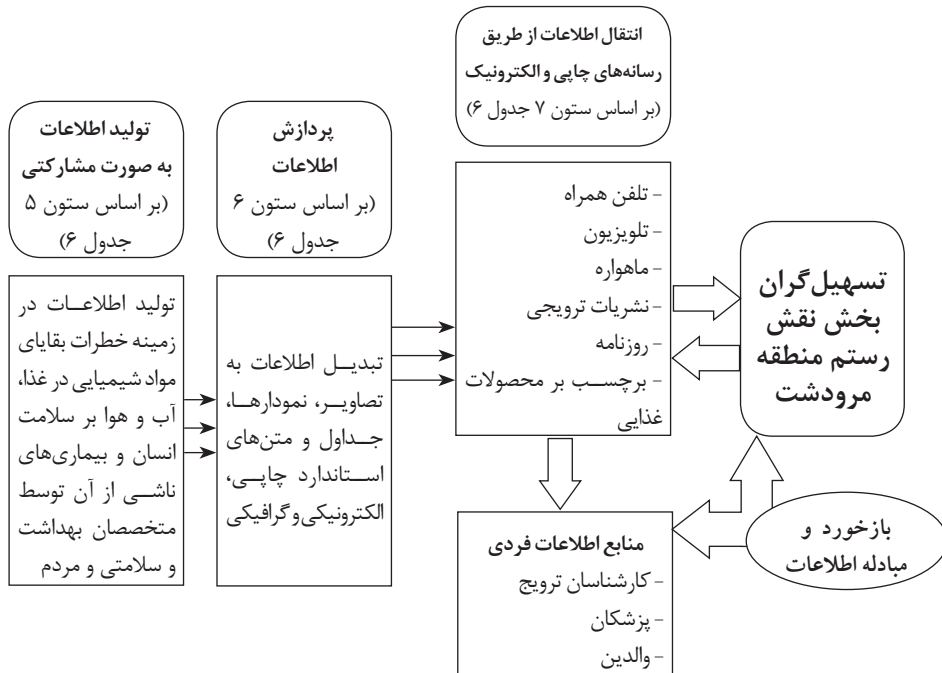 انتقال اطلاعات از طریق
رسانه‌های چاپی و الکترونیک
(بر اساس ستون ۷ جدول ۶)
تولید اطلاعات
به صورت مشارکتی
(بر اساس ستون ۵
جدول ۶)
پردازش
اطلاعات
(بر اساس ستون ۶
جدول ۶)
تولید اطلاعات در
زمینه خطرات بقایای
مواد شیمیایی در غذا،
آب و هوا بر سلامت
انسان و بیماری‌های
ناشی از آن توسط
متخصصان بهداشت
و سلامتی و مردم
تبدیل اطلاعات به
تصاویر، نمودارها،
جداول و متن‌های
استاندارد چاپی،
الکترونیکی و گرافیکی
- تلفن همراه
- تلویزیون
- ماهواره
- نشریات ترویجی
- روزنامه
- برچسب بر محصولات
غذایی
تسهیل‌گران
بخش نقش
رستم منطقه
مرودشت
منابع اطلاعات فردی
- کارشناسان ترویج
- پزشکان
- والدین
بازخورد و
مبادله اطلاعات